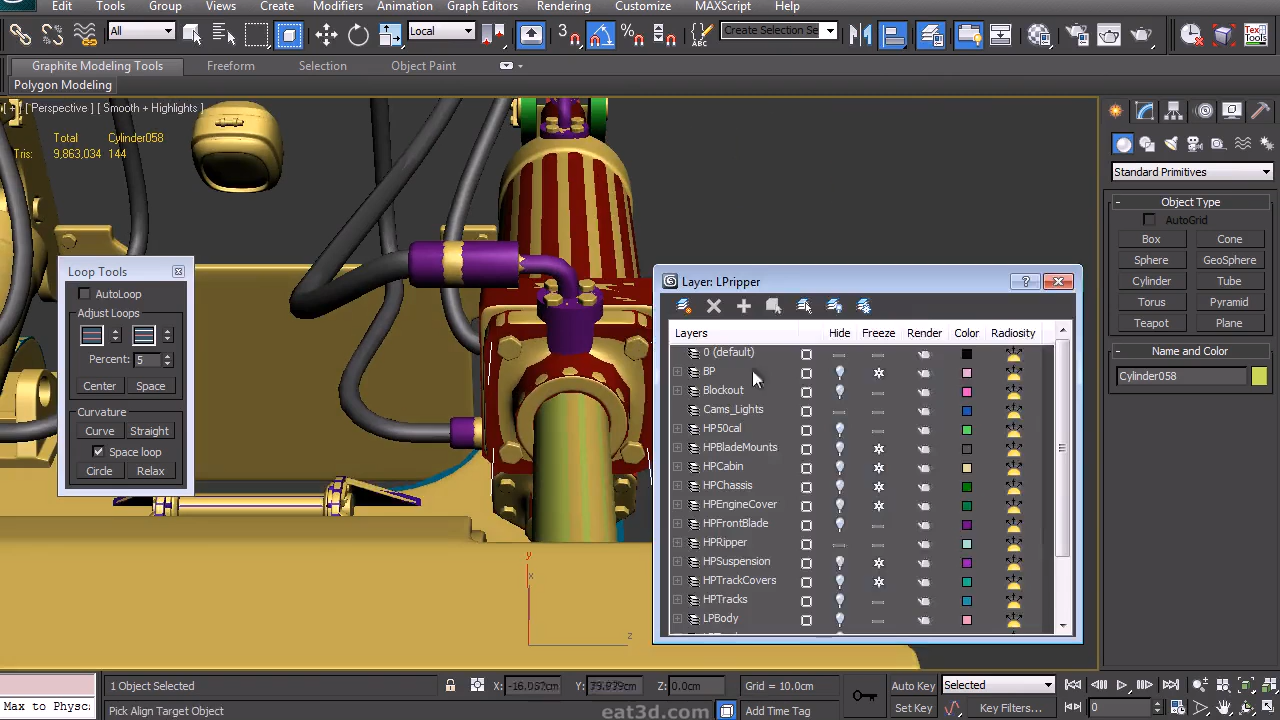 Edit Tools Group Views Create Modifiers Animation Graph Editors Rendering Customize MAXScript Help
All Local Create Selection Se
Graphite Modeling Tools Freeform Selection Object Paint
Polygon Modeling
[ Perspective ] [ Smooth + Highlights ]
Total Cylinder058
Tris: 9,863,034 144
Standard Primitives
Object Type
AutoGrid
Box Cone
Sphere GeoSphere
Cylinder Tube
Torus Pyramid
Teapot Plane
Name and Color
Cylinder058
Loop Tools
AutoLoop
Adjust Loops
Percent: 5
Center Space
Curvature
Curve Straight
Space loop
Circle Relax
Layer: LPripper
Layers Hide Freeze Render Color Radiosity
0 (default)
BP
Blockout
Cams_Lights
HP50cal
HPBladeMounts
HPCabin
HPChassis
HPEngineCover
HPFrontBlade
HPRipper
HPSuspension
HPTrackCovers
HPTracks
LPBody
y
x
z
1 Object Selected X: Y: Z: 0.0cm Grid = 10.0cm Auto Key Selected
Max to Physc Pick Align Target Object Add Time Tag Set Key Key Filters... 0
eat3d.com